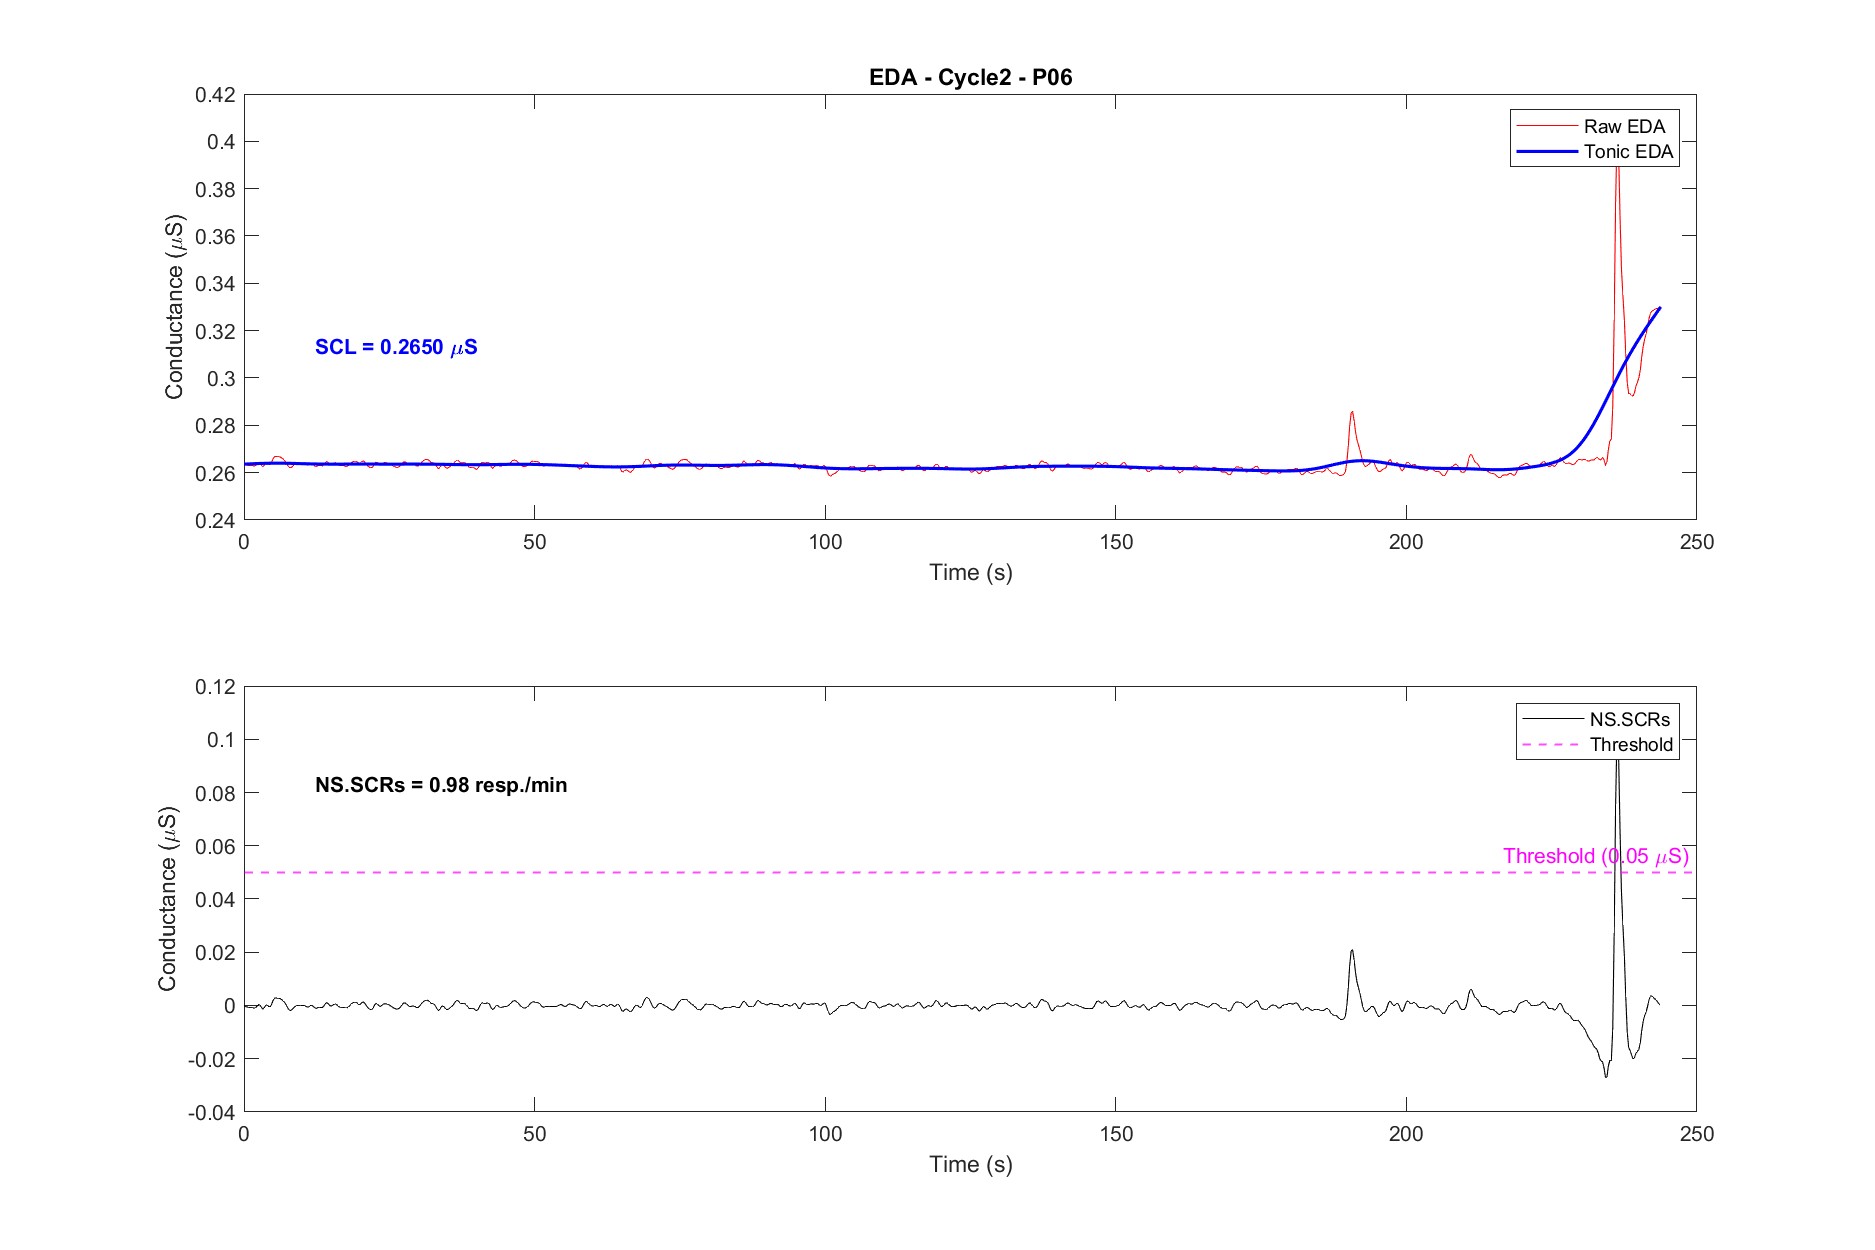 EDA - Cycle2 - P06
0.42
0.4
0.38
0.36
0.34
0.32
0.3
0.28
0.26
0.24
Conductance (μS)
Raw EDA
Tonic EDA
SCL = 0.2650 μS
0 50 100 150 200 250
Time (s)
0.12
0.1
0.08
0.06
0.04
0.02
0
-0.02
-0.04
Conductance (μS)
NS.SCRs
Threshold
NS.SCRs = 0.98 resp./min
Threshold (0.05 μS)
0 50 100 150 200 250
Time (s)